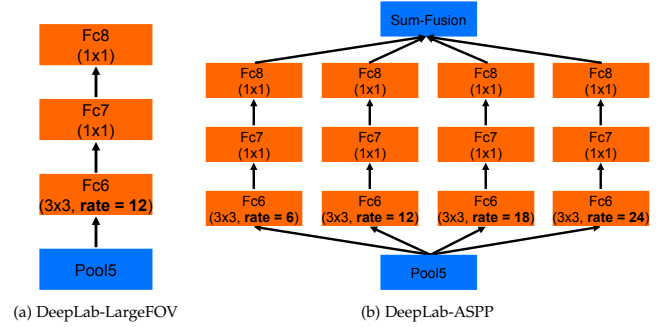 Fc8
(1x1)
Fc7
(1x1)
Fc6
(3x3, rate = 12)
Pool5
(a) DeepLab-LargeFOV
Sum-Fusion
Fc8
(1x1)
Fc8
(1x1)
Fc8
(1x1)
Fc8
(1x1)
Fc7
(1x1)
Fc7
(1x1)
Fc7
(1x1)
Fc7
(1x1)
Fc6
(3x3, rate = 6)
Fc6
(3x3, rate = 12)
Fc6
(3x3, rate = 18)
Fc6
(3x3, rate = 24)
Pool5
(b) DeepLab-ASPP